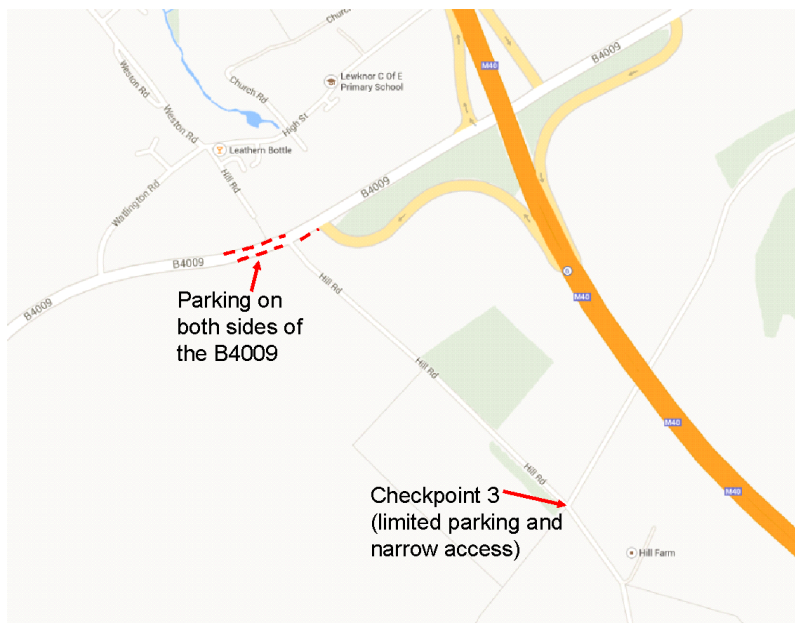 Church
B4009
M40
Weston Rd
Lewknor C Of E
Primary School
Church Rd
Weston Rd
High St
Leathern Bottle
Hill Rd
B4009
Watlington Rd
B4009
Hill Rd
M40
B4009
Parking on
both sides of
the B4009
Hill Rd
M40
Hill Rd
M40
Checkpoint 3
(limited parking and
narrow access)
Hill Farm